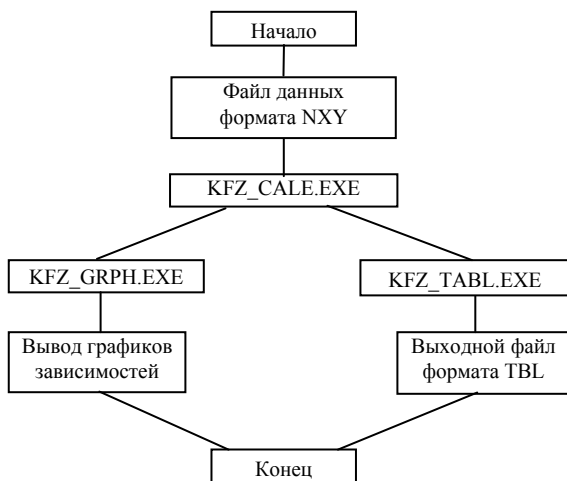 Начало
Файл данных
формата NXY
KFZ_CALE.EXE
KFZ_GRPH.EXE
KFZ_TABL.EXE
Вывод графиков
зависимостей
Выходной файл
формата TBL
Конец